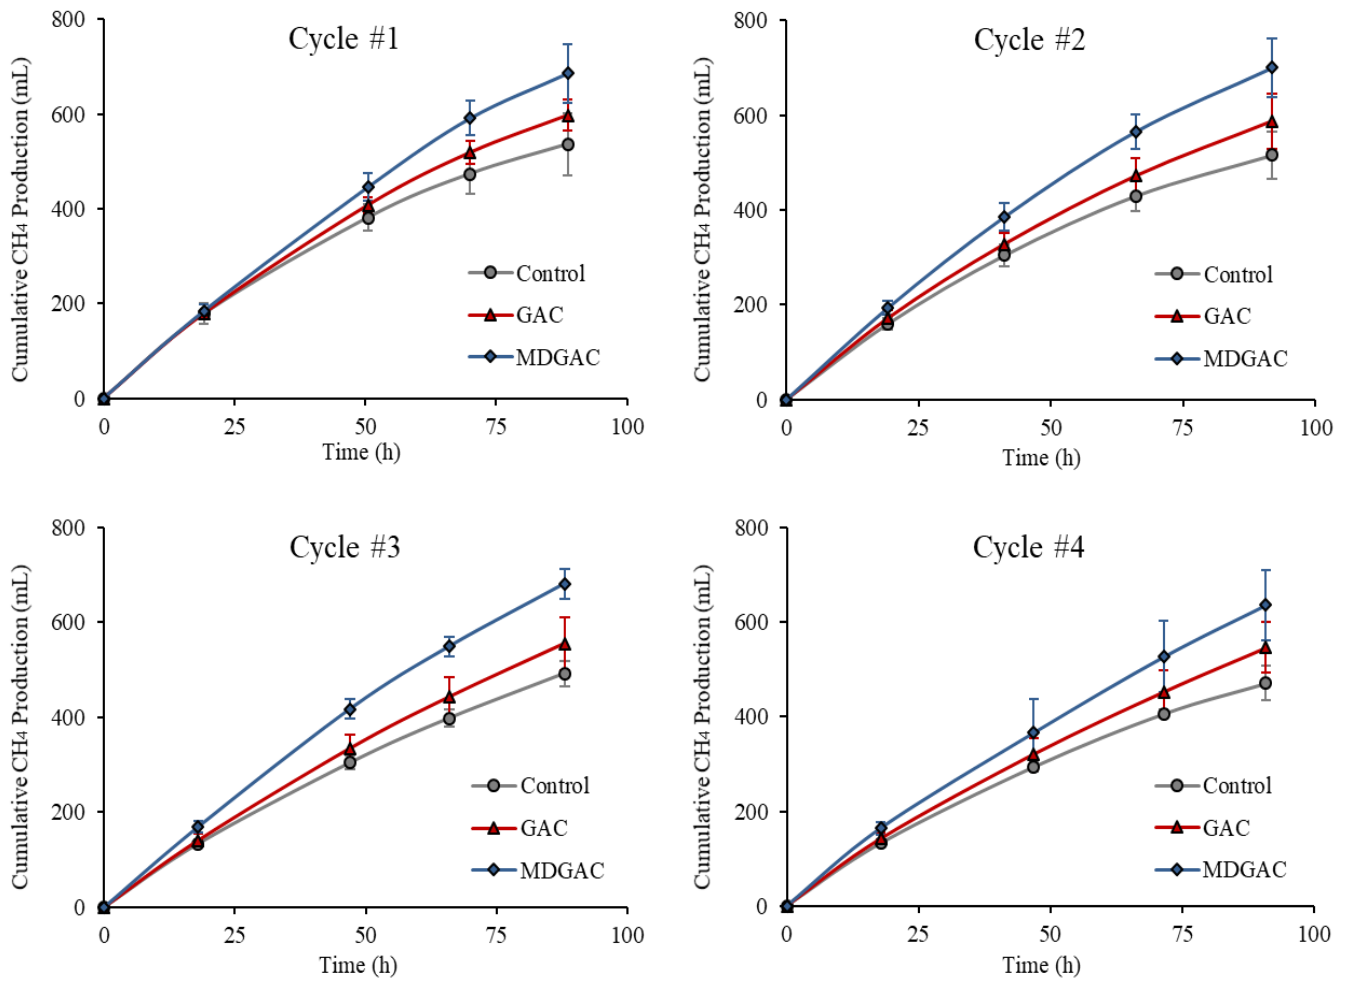 Cycle #1
Cumulative CH4 Production (mL)
800
600
400
200
0
0 25 50 75 100
Time (h)
Control
GAC
MDGAC
Cycle #2
Cumulative CH4 Production (mL)
800
600
400
200
0
0 25 50 75 100
Time (h)
Control
GAC
MDGAC
Cycle #3
Cumulative CH4 Production (mL)
800
600
400
200
0
0 25 50 75 100
Time (h)
Control
GAC
MDGAC
Cycle #4
Cumulative CH4 Production (mL)
800
600
400
200
0
0 25 50 75 100
Time (h)
Control
GAC
MDGAC